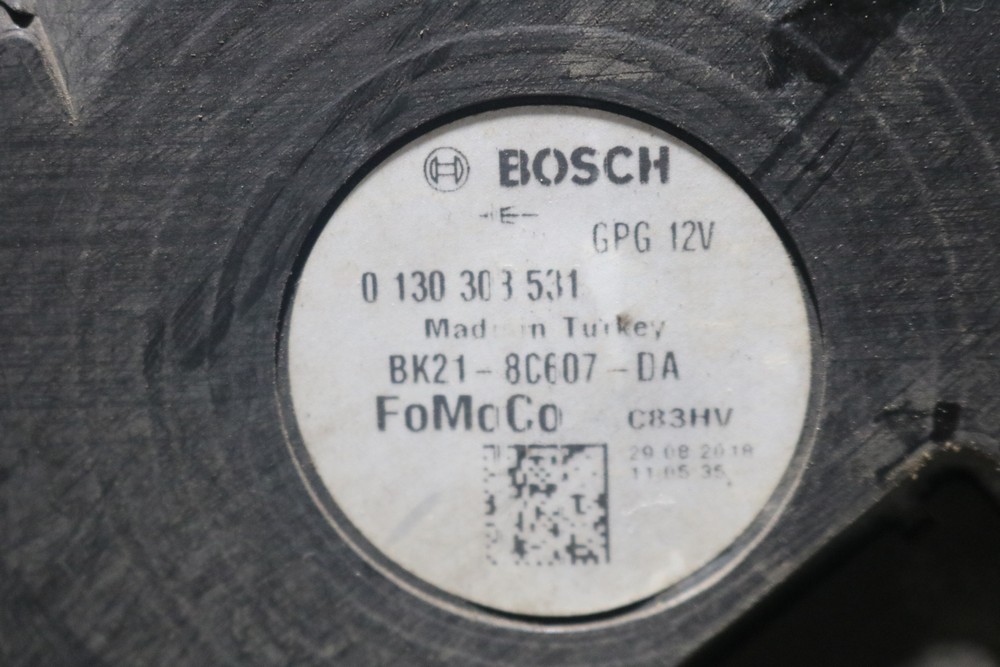 BOSCH
GPG 12V
0 130 303 531
Made in Turkey
BK21-8C607-DA
FoMoCo C83HV
29.08.2018
11:05:35